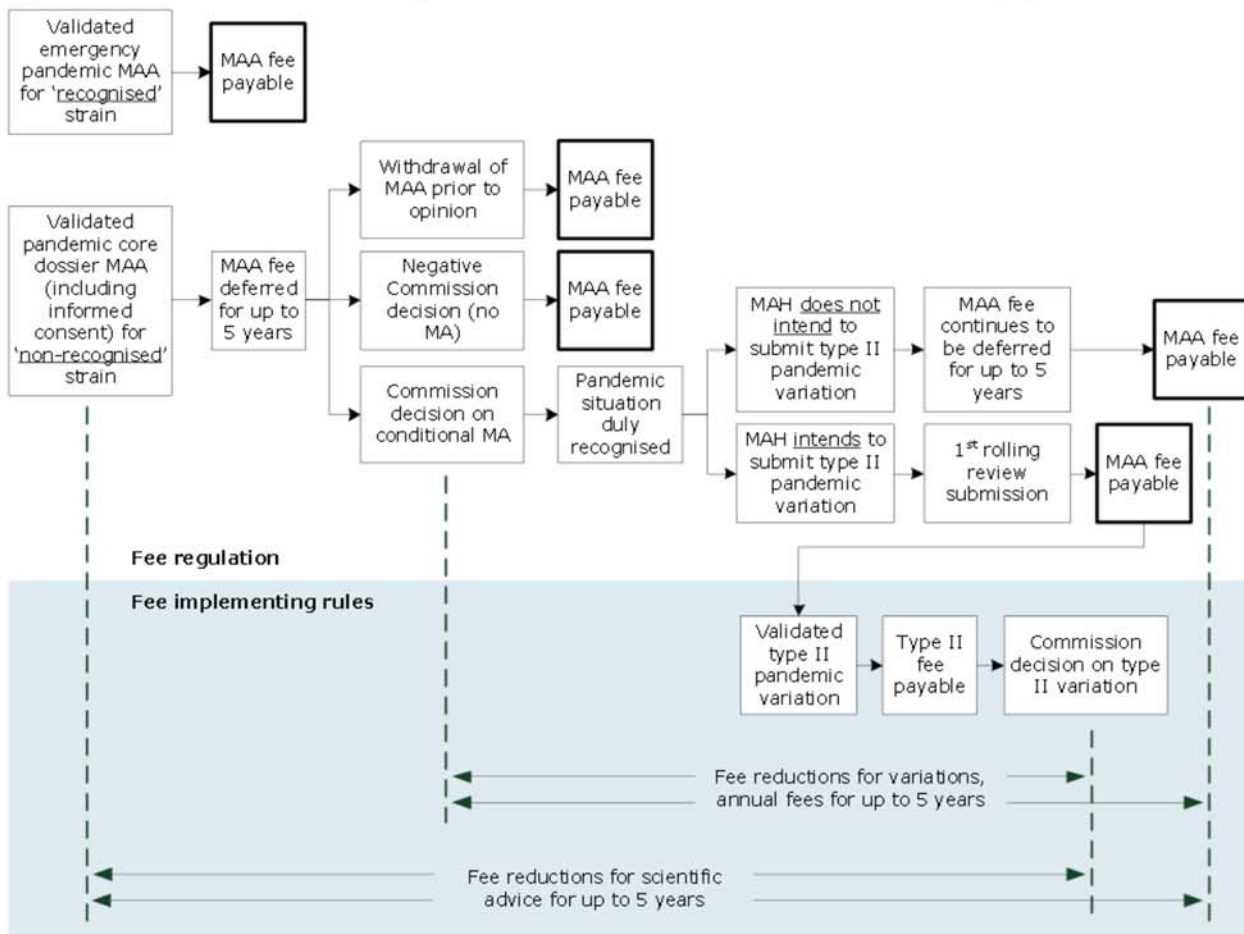 Validated
emergency
pandemic MAA
for 'recognised'
strain
MAA fee
payable
Validated
pandemic core
dossier MAA
(including
informed
consent) for
'non-recognised'
strain
MAA fee
deferred
for up to
5 years
Withdrawal of
MAA prior to
opinion
MAA fee
payable
Negative
Commission
decision (no
MA)
MAA fee
payable
Commission
decision on
conditional MA
Pandemic
situation
duly
recognised
MAH does not
intend to
submit type II
pandemic
variation
MAA fee
continues to
be deferred
for up to 5
years
MAA fee
payable
MAH intends to
submit type II
pandemic
variation
1st rolling
review
submission
MAA fee
payable
Fee regulation
Fee implementing rules
Validated
type II
pandemic
variation
Type II
fee
payable
Commission
decision on type
II variation
Fee reductions for variations,
annual fees for up to 5 years
Fee reductions for scientific
advice for up to 5 years